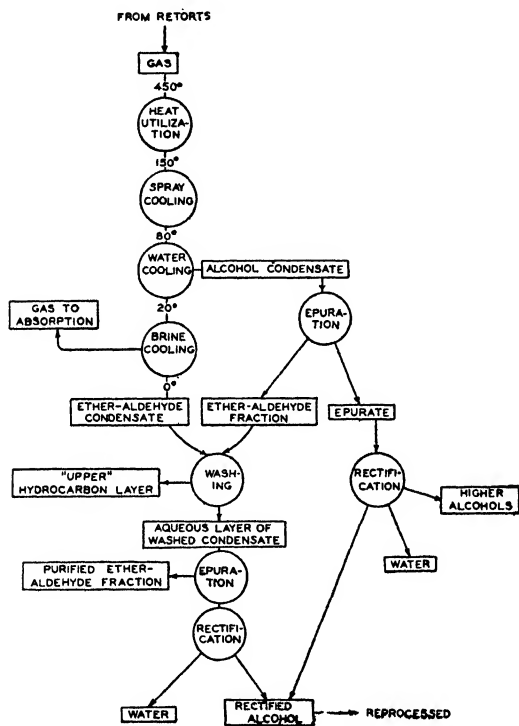 FROM RETORTS
GAS
450°
HEAT
UTILIZA-
TION
150°
SPRAY
COOLING
80°
WATER
COOLING
ALCOHOL CONDENSATE
20°
EPURA-
TION
GAS TO
ABSORPTION
BRINE
COOLING
0°
ETHER-ALDEHYDE
CONDENSATE
ETHER-ALDEHYDE
FRACTION
EPURATE
WASH-
ING
RECTIFI-
CATION
"UPPER"
HYDROCARBON LAYER
HIGHER
ALCOHOLS
AQUEOUS LAYER OF
WASHED CONDENSATE
WATER
PURIFIED ETHER-
ALDEHYDE FRACTION
EPURA-
TION
RECTIFI-
CATION
WATER
RECTIFIED
ALCOHOL
REPROCESSED